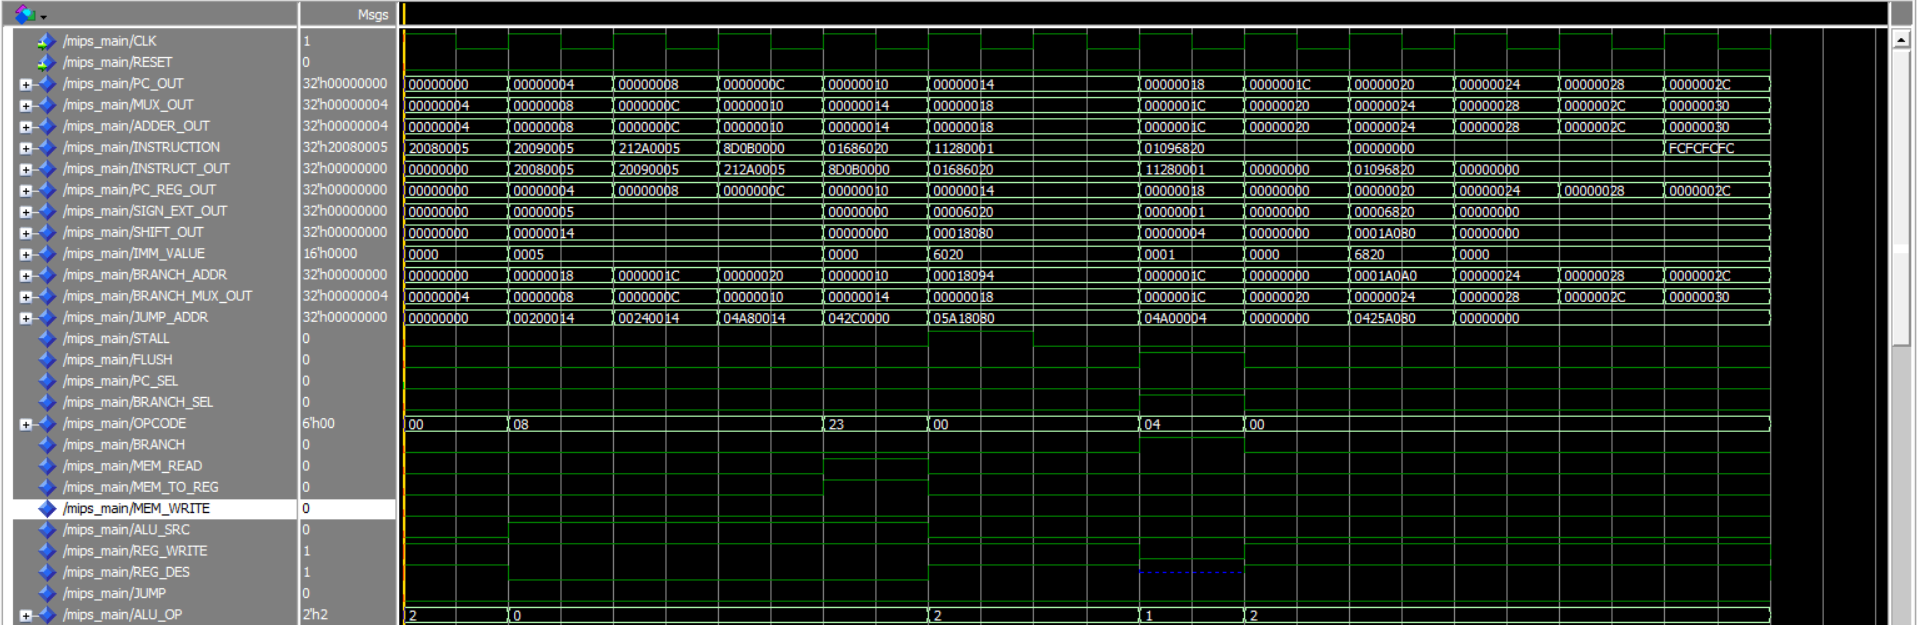 Msgs
/mips_main/CLK 1
/mips_main/RESET 0
/mips_main/PC_OUT 32'h00000000 00000000 00000004 00000008 0000000C 00000010 00000014 00000018 0000001C 00000020 00000024 00000028 0000002C
/mips_main/MUX_OUT 32'h00000004 00000004 00000008 0000000C 00000010 00000014 00000018 0000001C 00000020 00000024 00000028 0000002C 00000030
/mips_main/ADDER_OUT 32'h00000004 00000004 00000008 0000000C 00000010 00000014 00000018 0000001C 00000020 00000024 00000028 0000002C 00000030
/mips_main/INSTRUCTION 32'h20080005 20080005 20090005 212A0005 8D0B0000 01686020 11280001 01096820 00000000 FCFCFCFC
/mips_main/INSTRUCT_OUT 32'h00000000 00000000 20080005 20090005 212A0005 8D0B0000 01686020 11280001 00000000 01096820 00000000
/mips_main/PC_REG_OUT 32'h00000000 00000000 00000004 00000008 0000000C 00000010 00000014 00000018 00000000 00000020 00000024 00000028 0000002C
/mips_main/SIGN_EXT_OUT 32'h00000000 00000000 00000005 00000000 00006020 00000001 00000000 00006820 00000000
/mips_main/SHIFT_OUT 32'h00000000 00000000 00000014 00000000 00018080 00000004 00000000 0001A080 00000000
/mips_main/IMM_VALUE 16'h0000 0000 0005 0000 6020 0001 0000 6820 0000
/mips_main/BRANCH_ADDR 32'h00000000 00000000 00000018 0000001C 00000020 00000010 00018094 0000001C 00000000 0001A0A0 00000024 00000028 0000002C
/mips_main/BRANCH_MUX_OUT 32'h00000004 00000004 00000008 0000000C 00000010 00000014 00000018 0000001C 00000020 00000024 00000028 0000002C 00000030
/mips_main/JUMP_ADDR 32'h00000000 00000000 00200014 00240014 04A80014 042C0000 05A18080 04A00004 00000000 0425A080 00000000
/mips_main/STALL 0
/mips_main/FLUSH 0
/mips_main/PC_SEL 0
/mips_main/BRANCH_SEL 0
/mips_main/OPCODE 6'h00 00 08 23 00 04 00
/mips_main/BRANCH 0
/mips_main/MEM_READ 0
/mips_main/MEM_TO_REG 0
/mips_main/MEM_WRITE 0
/mips_main/ALU_SRC 0
/mips_main/REG_WRITE 1
/mips_main/REG_DES 1
/mips_main/JUMP 0
/mips_main/ALU_OP 2'h2 2 0 2 1 2